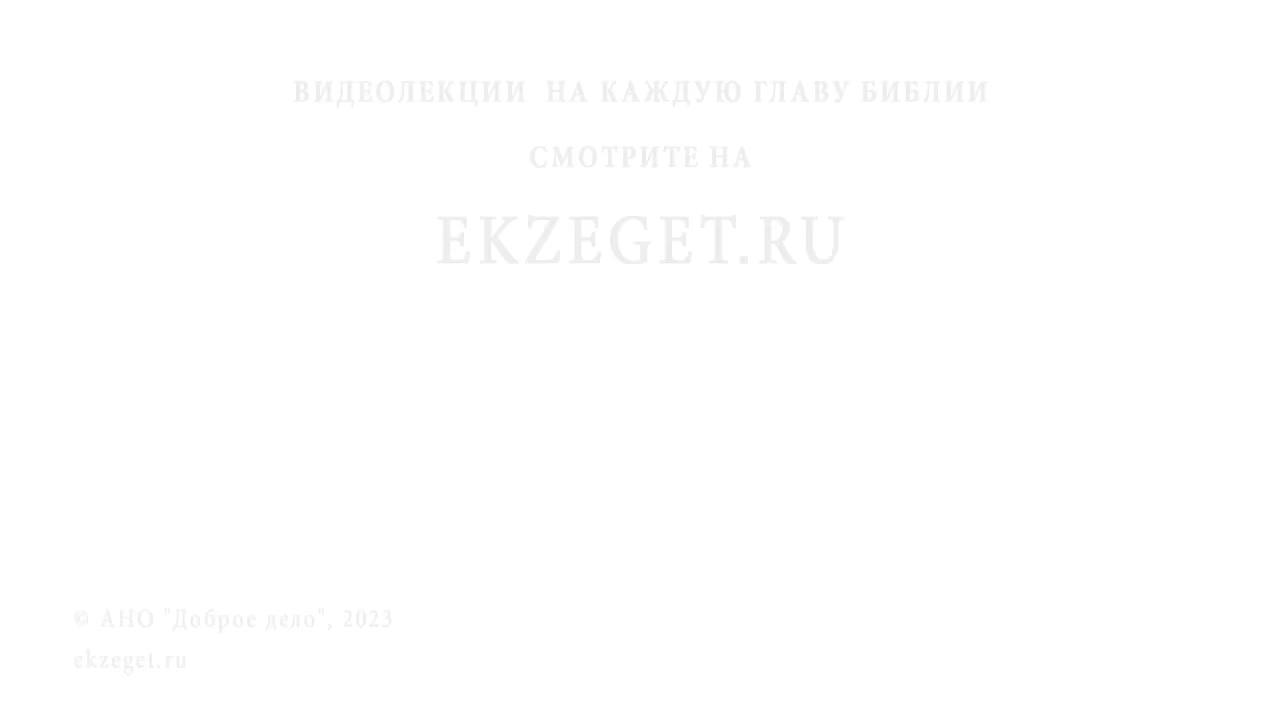 ВИДЕОЛЕКЦИИ НА КАЖДУЮ ГЛАВУ БИБЛИИ
СМОТРИТЕ НА
EKZEGET.RU
© АНО "Доброе дело", 2023
ekzeget.ru